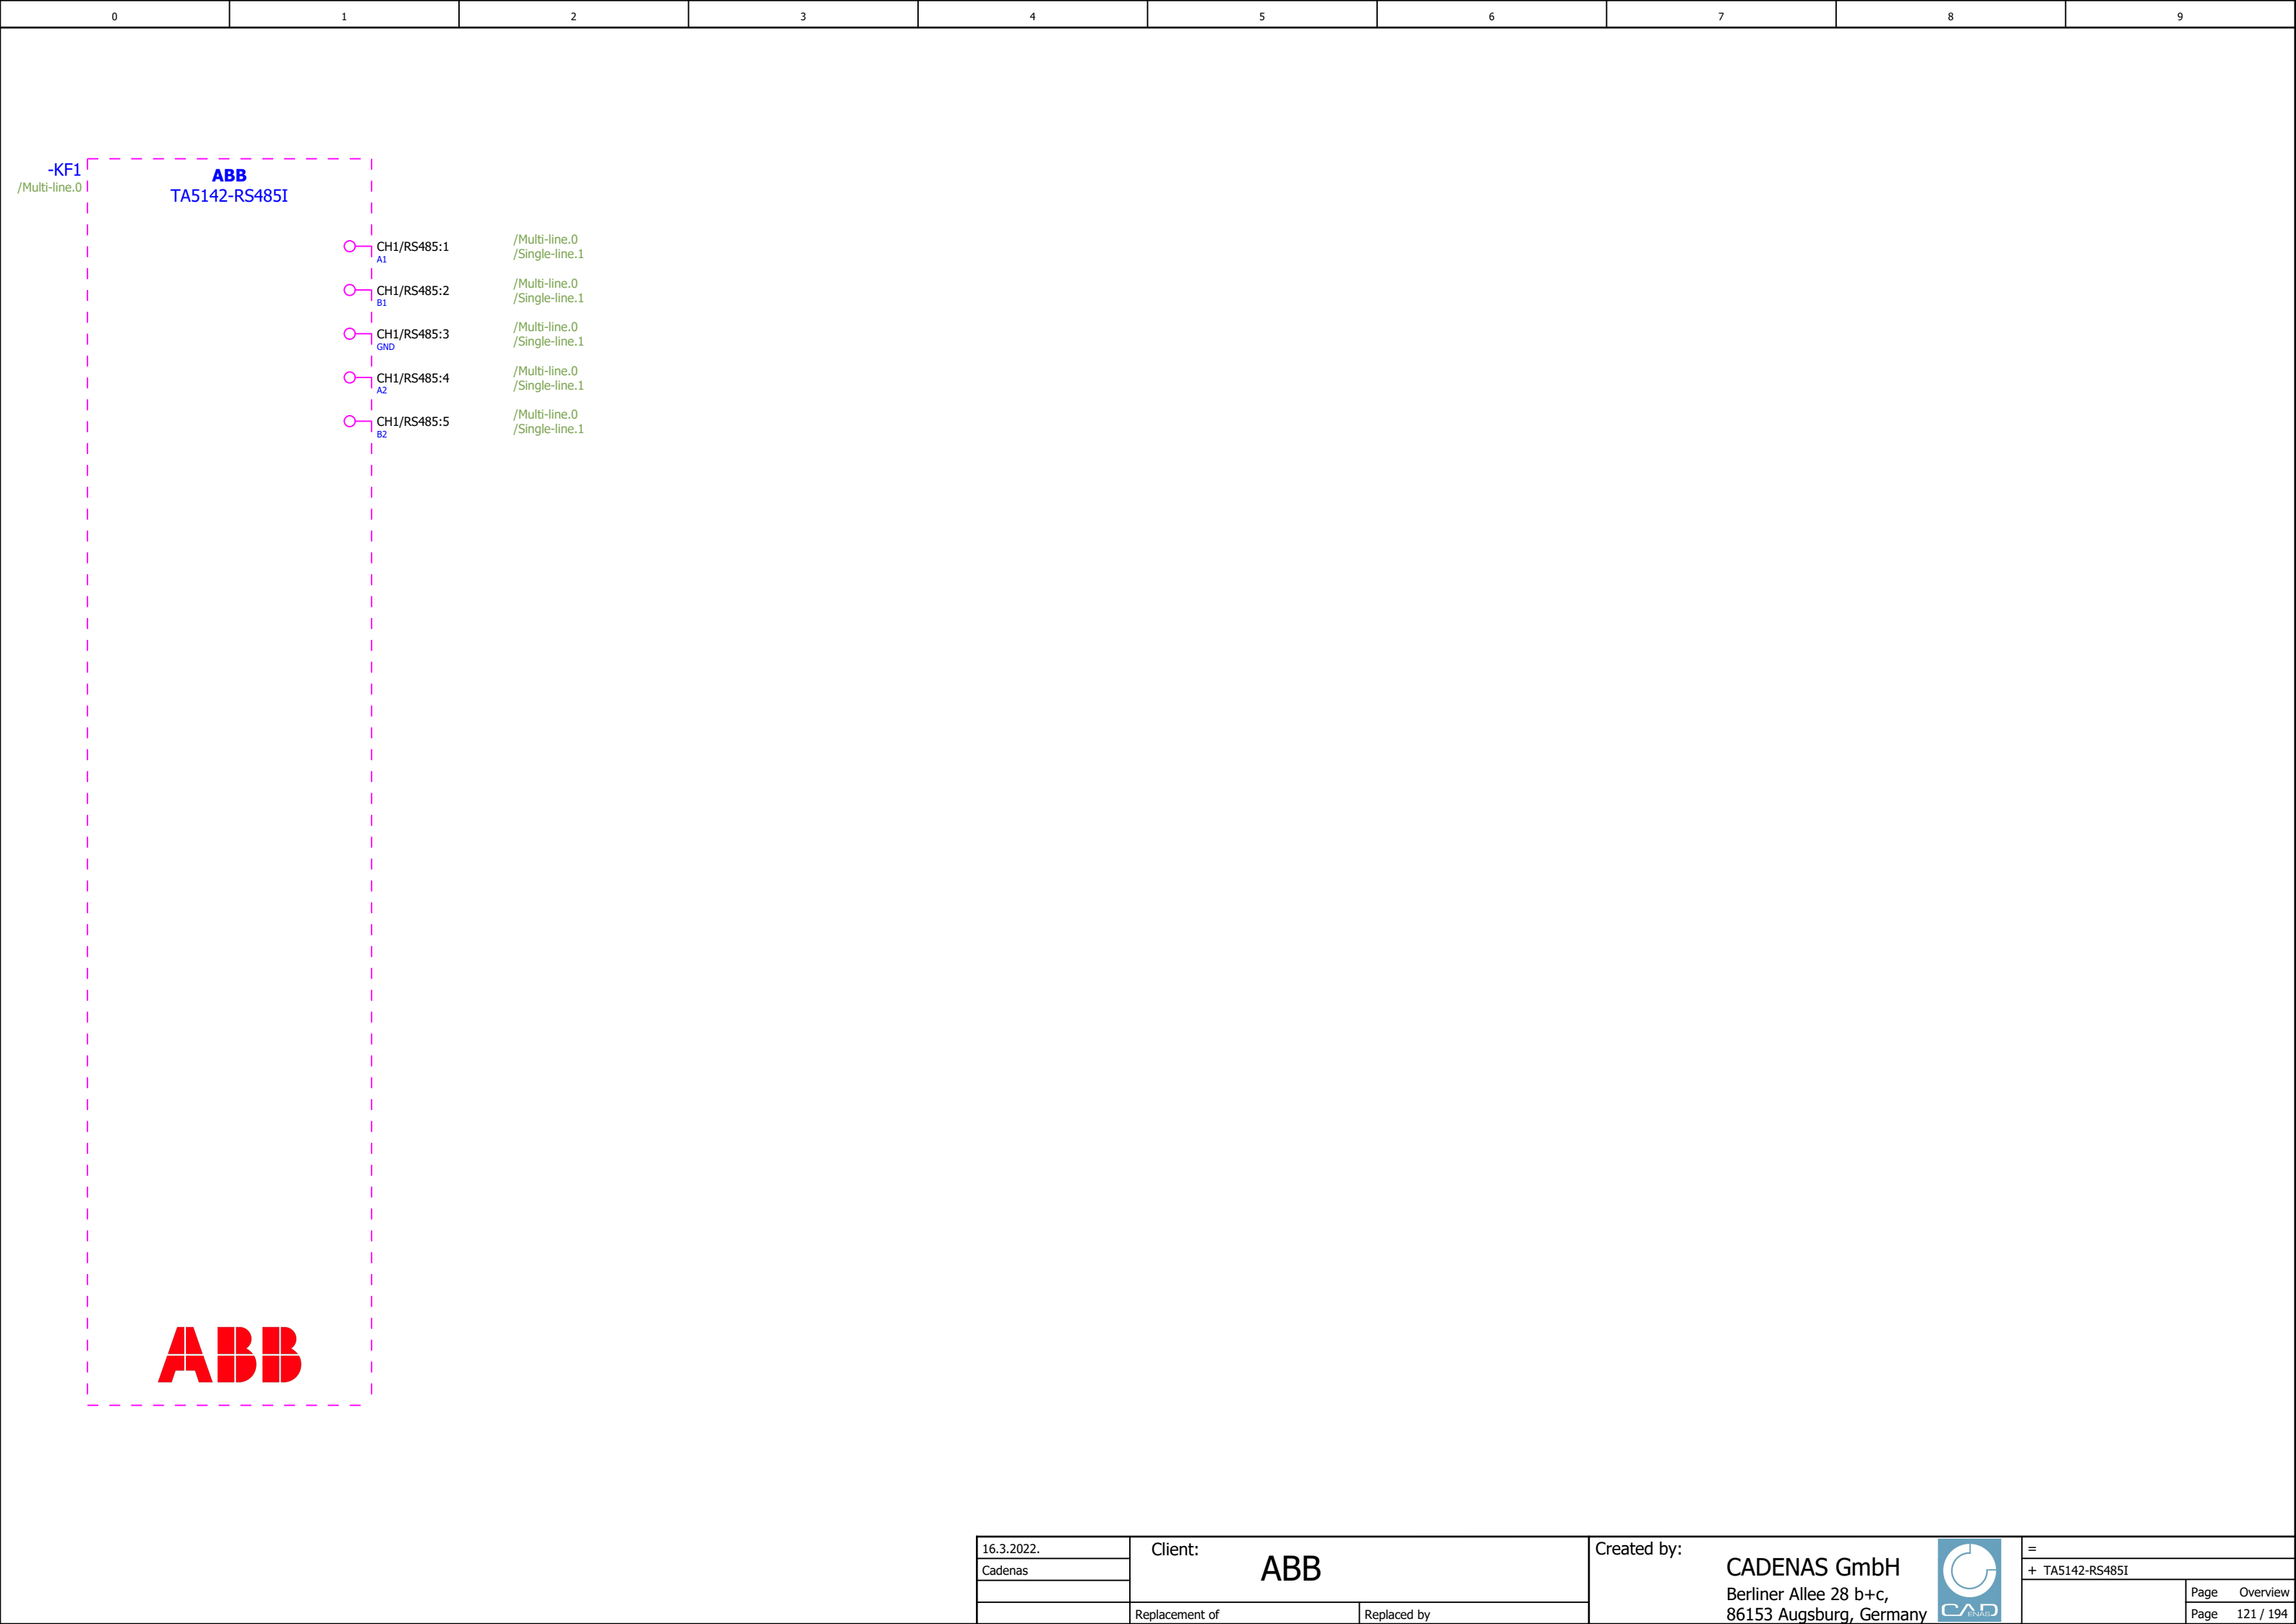 0 1 2 3 4 5 6 7 8 9
-KF1
/Multi-line.0
ABB
TA5142-RS485I
CH1/RS485:1
A1
/Multi-line.0
/Single-line.1
CH1/RS485:2
B1
/Multi-line.0
/Single-line.1
CH1/RS485:3
GND
/Multi-line.0
/Single-line.1
CH1/RS485:4
A2
/Multi-line.0
/Single-line.1
CH1/RS485:5
B2
/Multi-line.0
/Single-line.1
ABB
16.3.2022.
Cadenas
Client:
ABB
Replacement of
Replaced by
Created by:
CADENAS GmbH
Berliner Allee 28 b+c,
86153 Augsburg, Germany
CADENAS
=
+ TA5142-RS485I
Page Overview
Page 121 / 194